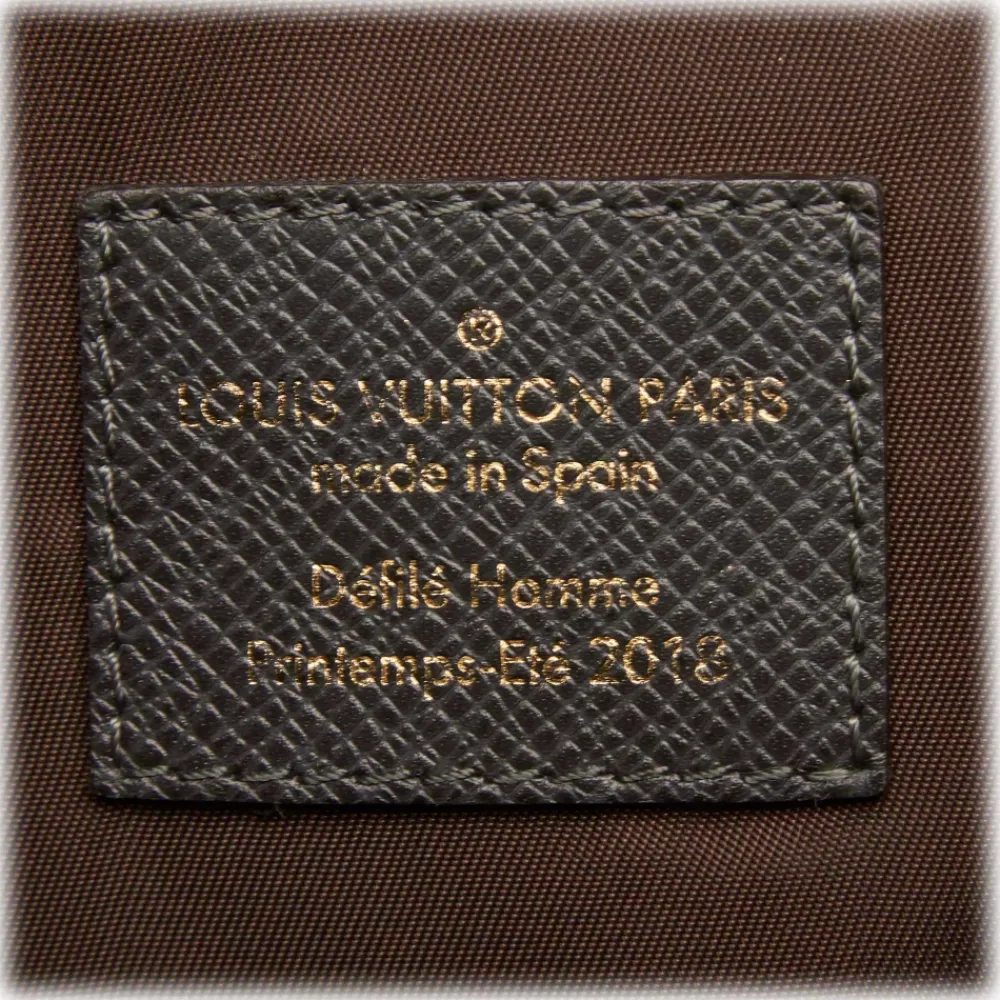 ®
LOUIS VUITTON PARIS
made in Spain
Défilé Homme
Printemps-Eté 2018